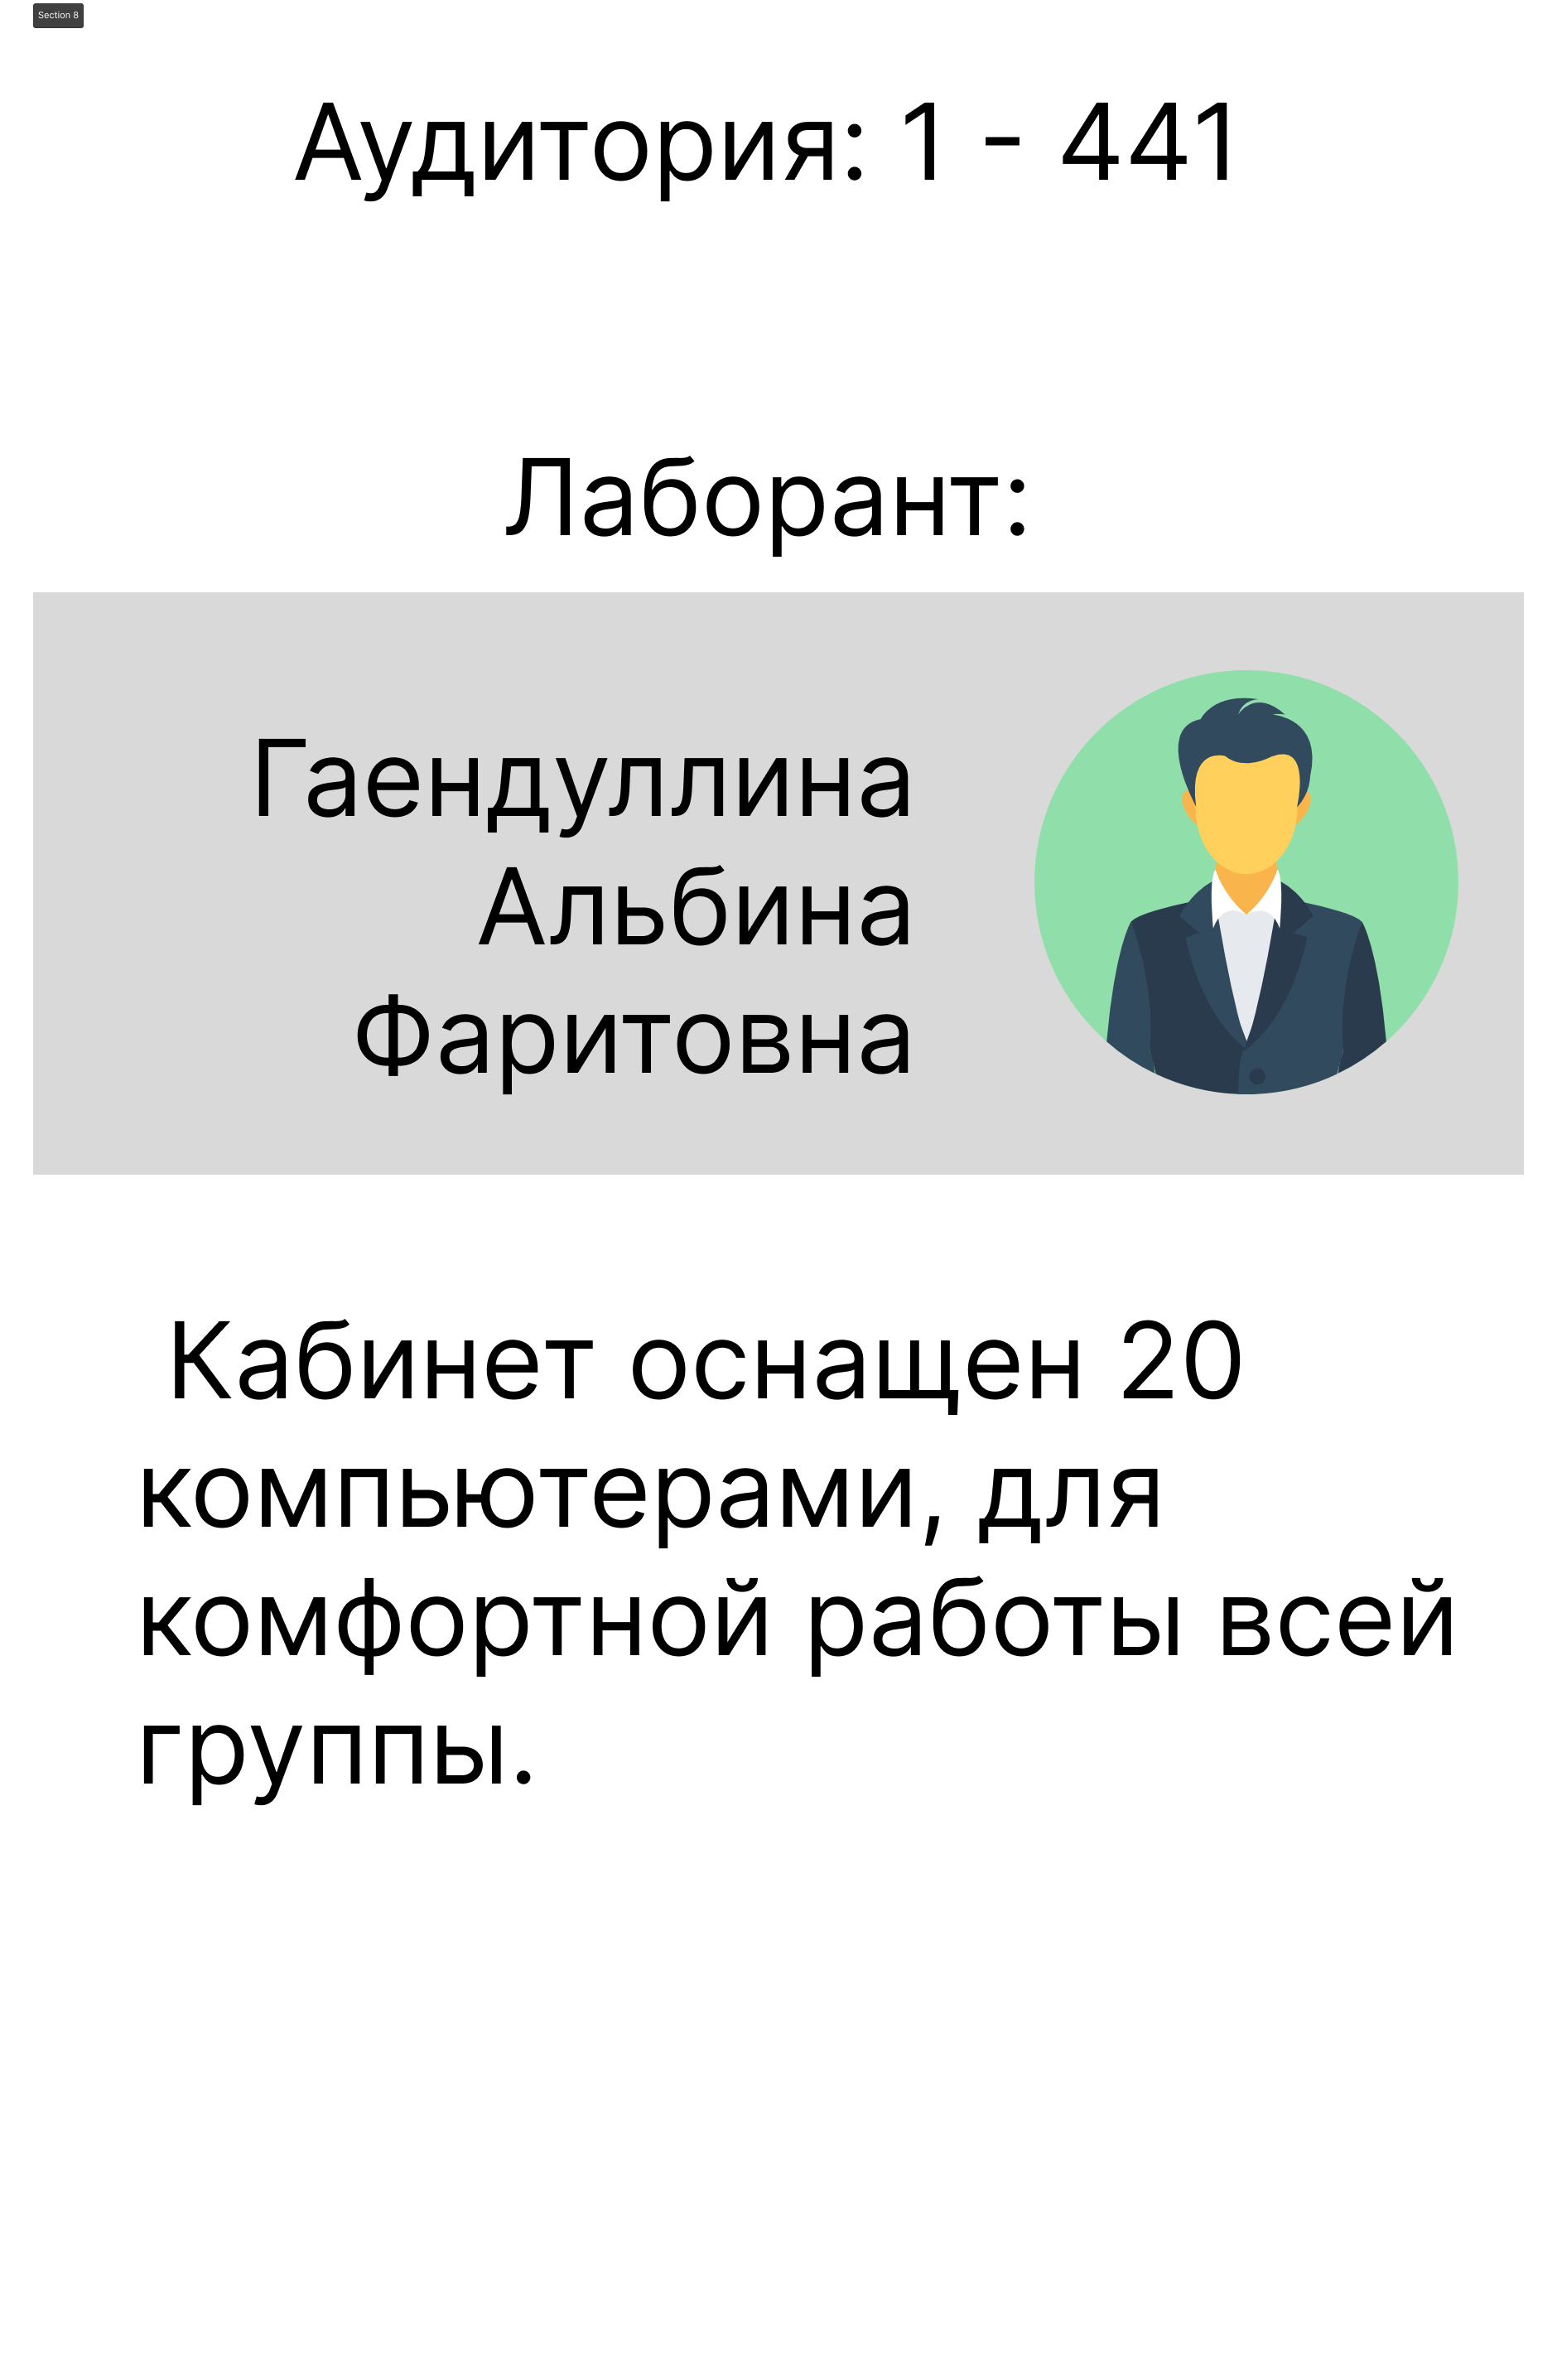 Section 8
Аудитория: 1 - 441
Лаборант:
Гаендуллина
Альбина
Фаритовна
Кабинет оснащен 20
компьютерами, для
комфортной работы всей
группы.